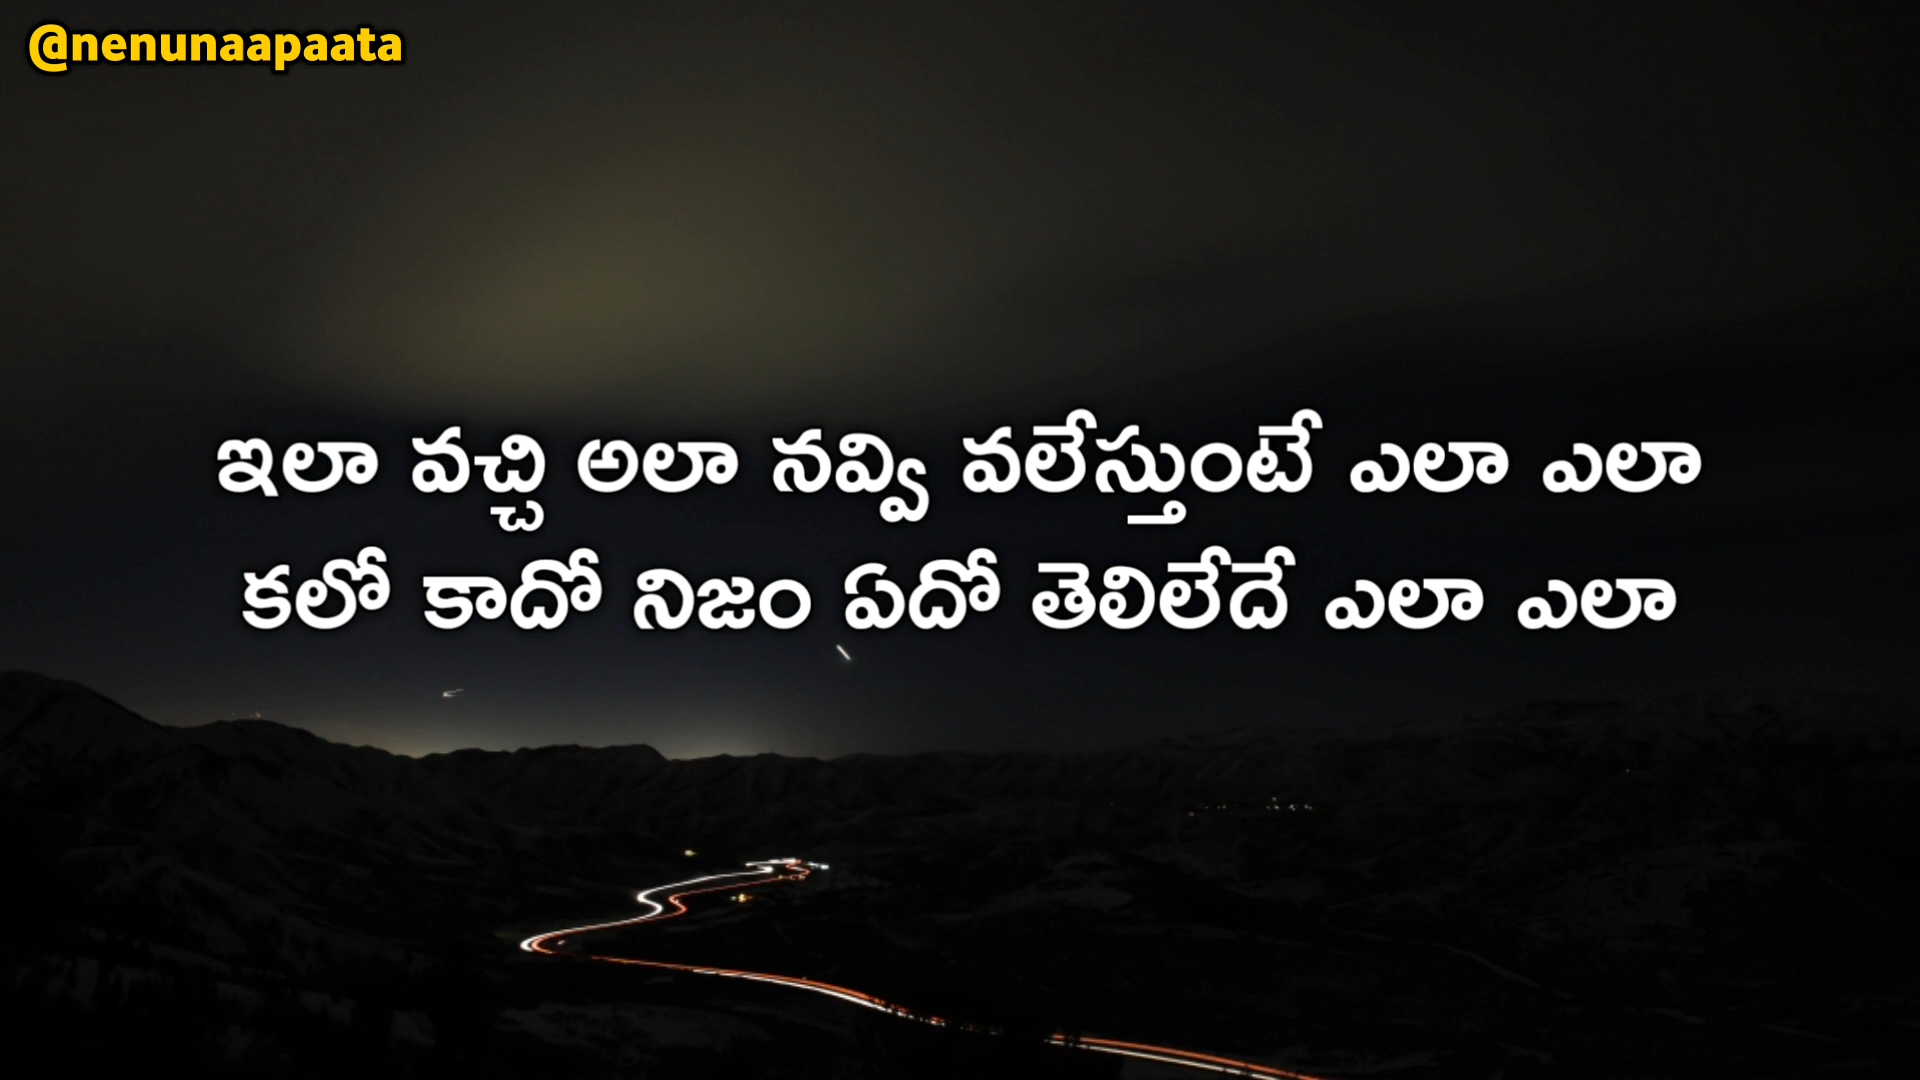 @nenunaapaata
ఇలా వచ్చి అలా నవ్వి వలేస్తుంటే ఎలా ఎలా
కలో కాదో నిజం ఏదో తెలిలేదే ఎలా ఎలా